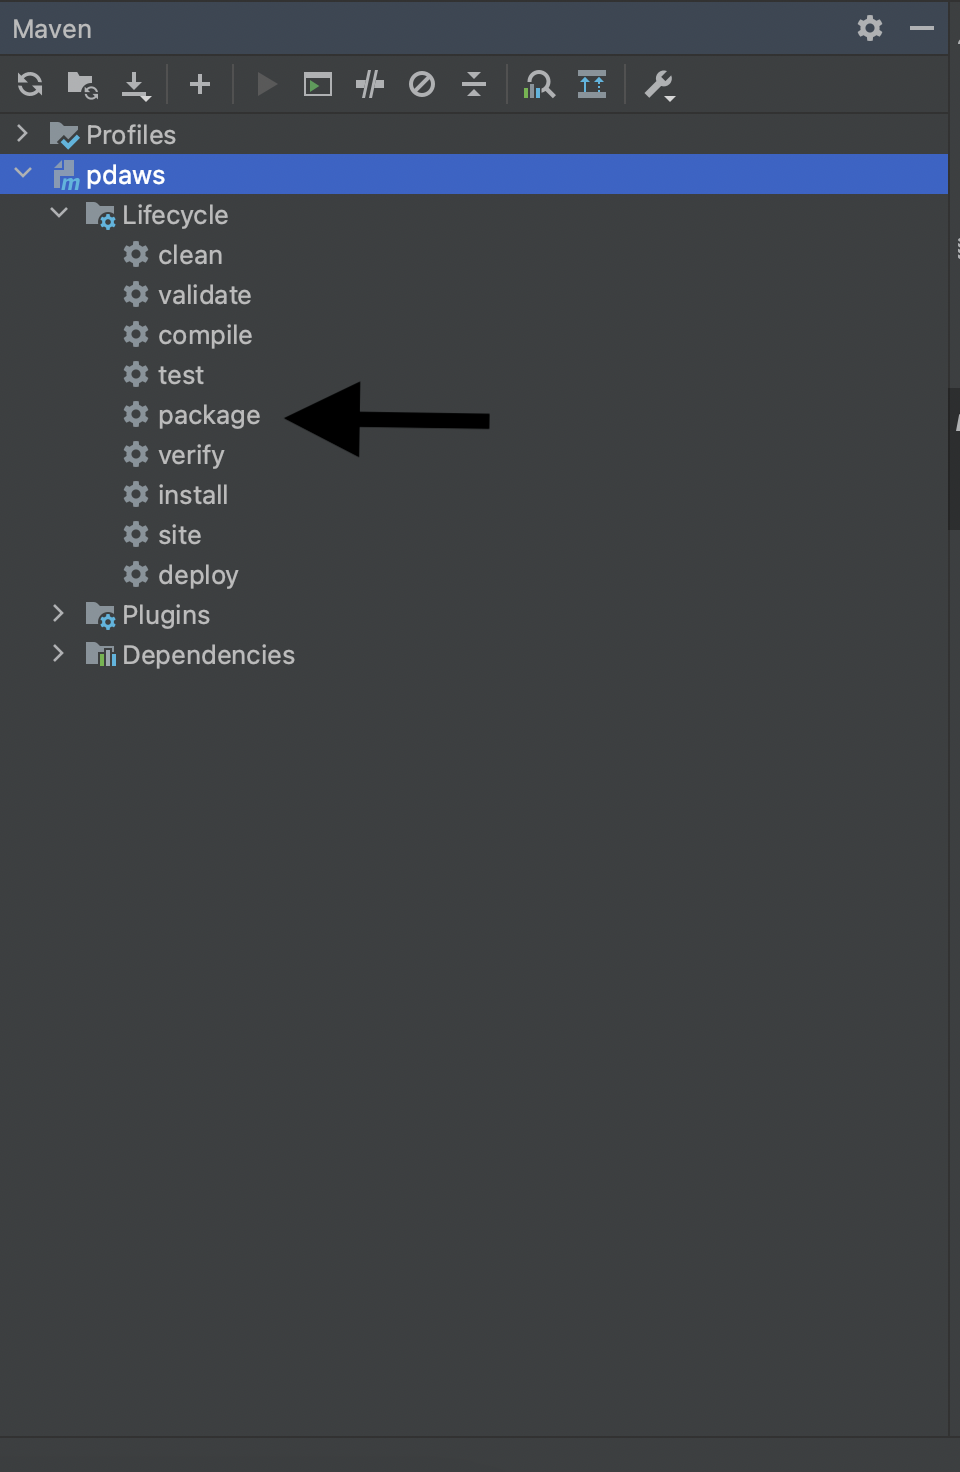 Maven
Profiles
pdaws
Lifecycle
clean
validate
compile
test
package
verify
install
site
deploy
Plugins
Dependencies